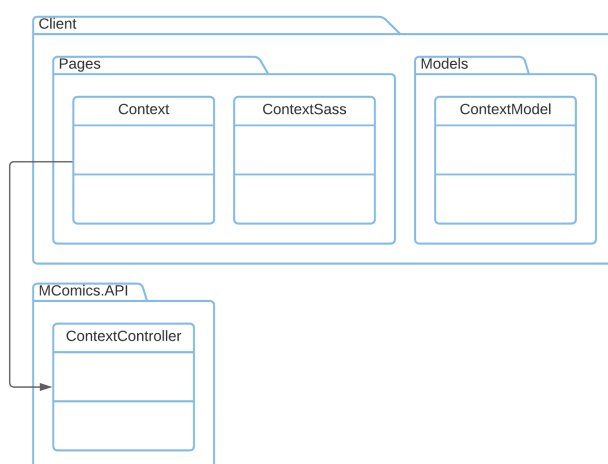 Client
Pages
Models
Context
ContextSass
ContextModel
MComics.API
ContextController